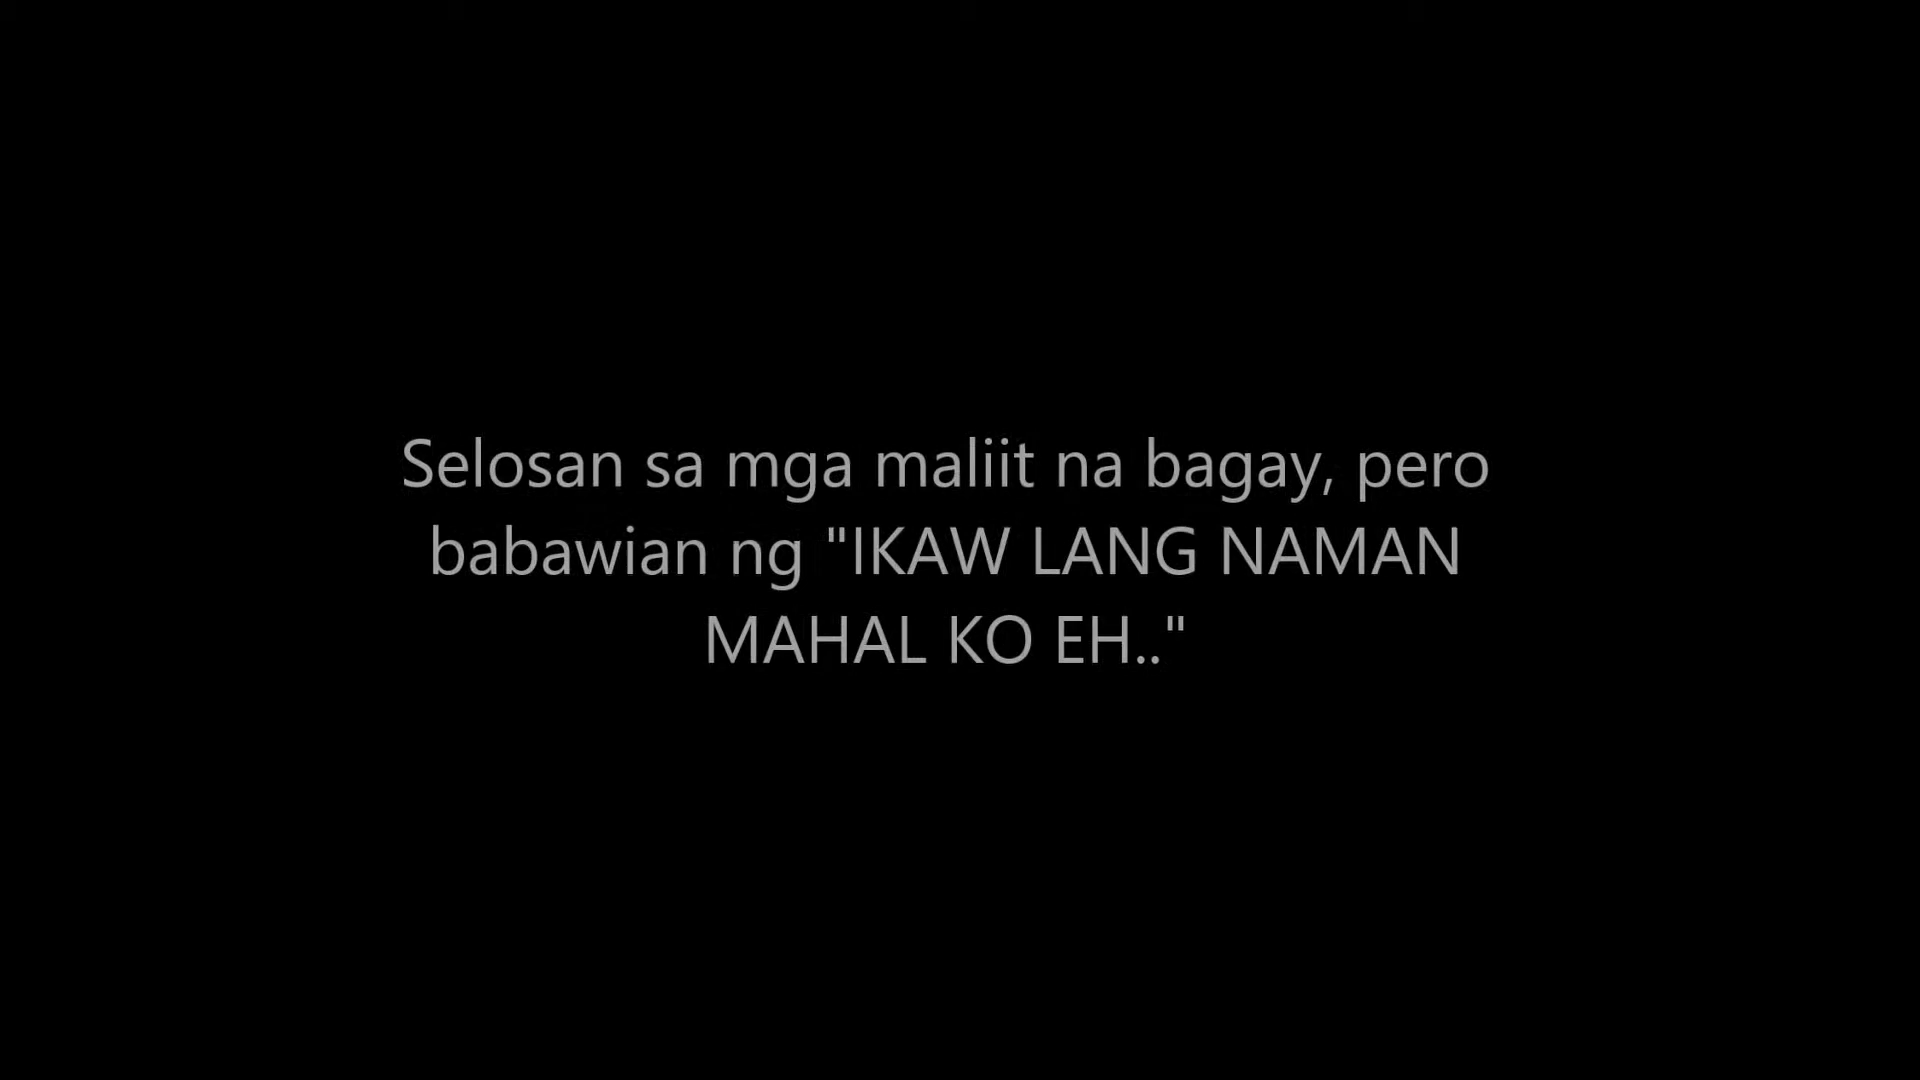 Selosan sa mga maliit na bagay, pero
babawian ng "IKAW LANG NAMAN
MAHAL KO EH.."